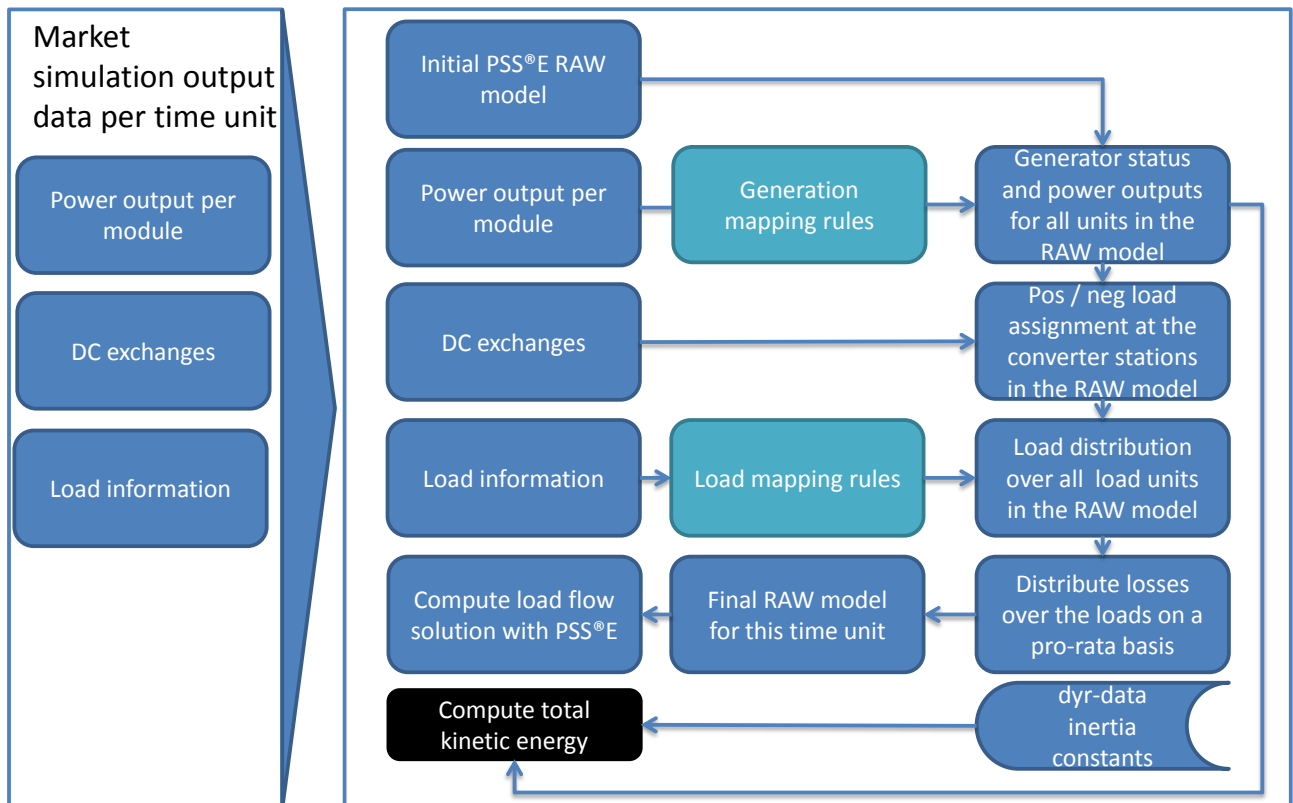 Market
simulation output
data per time unit
Power output per
module
DC exchanges
Load information
Initial PSS®E RAW
model
Power output per
module
Generation
mapping rules
Generator status
and power outputs
for all units in the
RAW model
DC exchanges
Pos / neg load
assignment at the
converter stations
in the RAW model
Load information
Load mapping rules
Load distribution
over all load units
in the RAW model
Compute load flow
solution with PSS®E
Final RAW model
for this time unit
Distribute losses
over the loads on a
pro-rata basis
Compute total
kinetic energy
dyr-data
inertia
constants